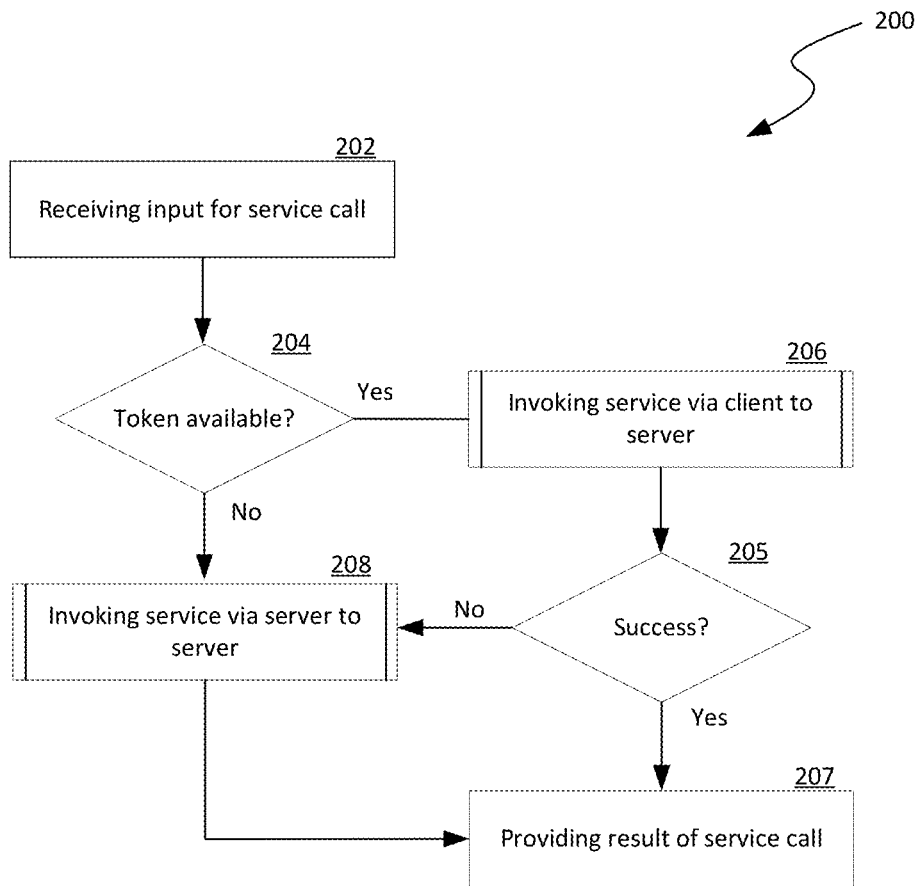 200
202
Receiving input for service call
204
Token available?
Yes
206
Invoking service via client to
server
No
205
Success?
208
Invoking service via server to
server
No
Yes
207
Providing result of service call